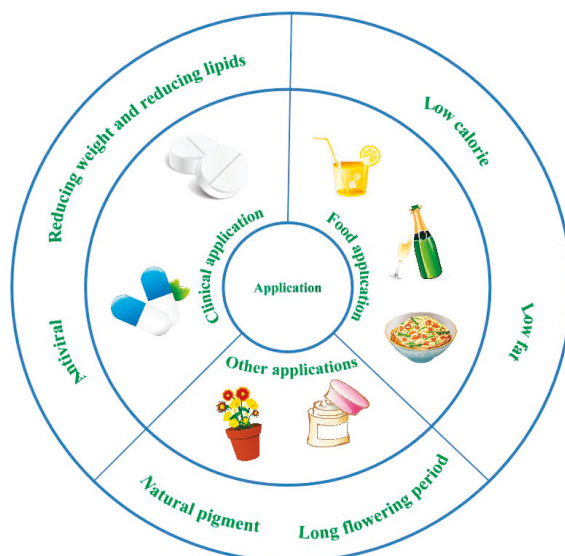 Reducing weight and reducing lipids
Low calorie
Clinical application
Food application
Application
Antiviral
Low fat
Other applications
Natural pigment
Long flowering period